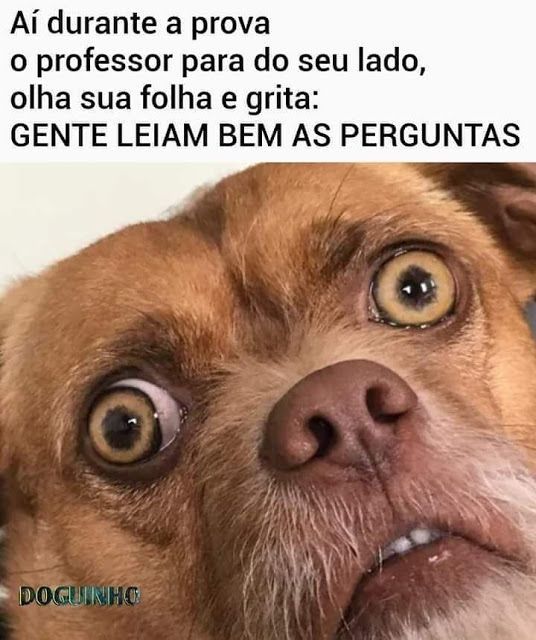 Aí durante a prova
o professor para do seu lado,
olha sua folha e grita:
GENTE LEIAM BEM AS PERGUNTAS
DOGUINHO